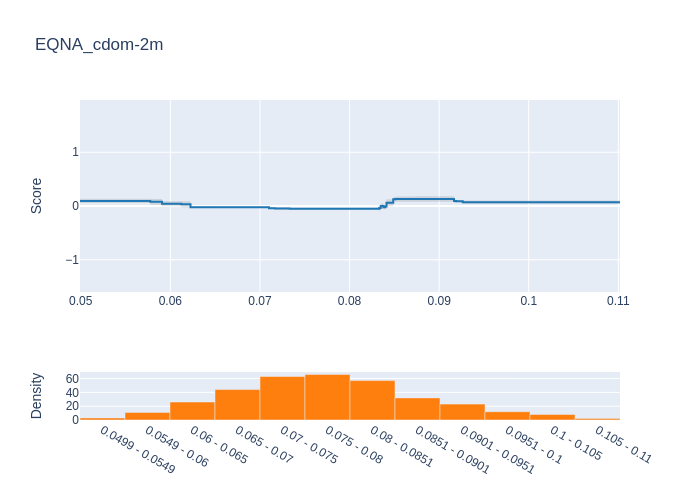 EQNA_cdom-2m
Score
1
0
−1
0.05 0.06 0.07 0.08 0.09 0.1 0.11
Density
60
40
20
0
0.0499 - 0.0549
0.0549 - 0.06
0.06 - 0.065
0.065 - 0.07
0.07 - 0.075
0.075 - 0.08
0.08 - 0.0851
0.0851 - 0.0901
0.0901 - 0.0951
0.0951 - 0.1
0.1 - 0.105
0.105 - 0.11